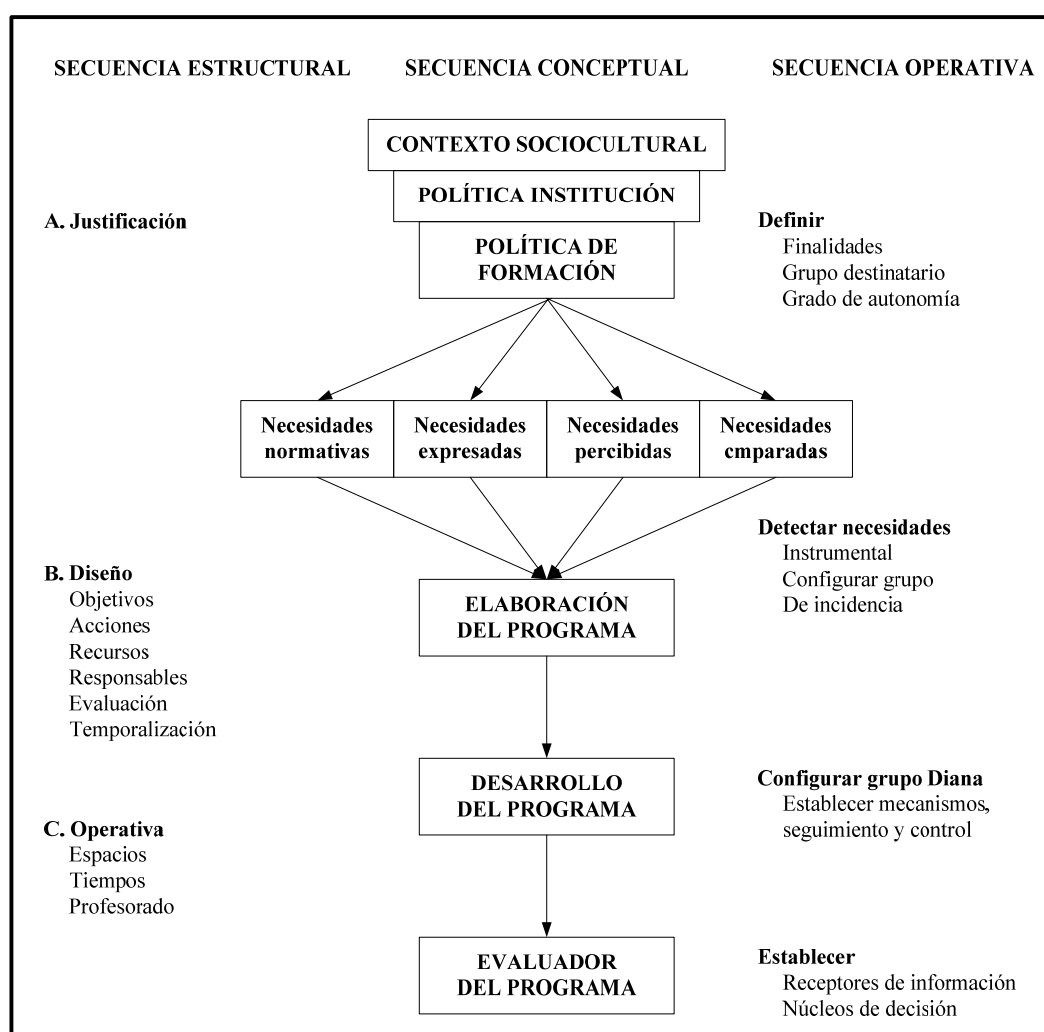 SECUENCIA ESTRUCTURAL
SECUENCIA CONCEPTUAL
SECUENCIA OPERATIVA
CONTEXTO SOCIOCULTURAL
POLÍTICA INSTITUCIÓN
A. Justificación
POLÍTICA DE
FORMACIÓN
Definir
Finalidades
Grupo destinatario
Grado de autonomía
Necesidades
normativas
Necesidades
expresadas
Necesidades
percibidas
Necesidades
cmparadas
Detectar necesidades
Instrumental
Configurar grupo
De incidencia
B. Diseño
Objetivos
Acciones
Recursos
Responsables
Evaluación
Temporalización
ELABORACIÓN
DEL PROGRAMA
DESARROLLO
DEL PROGRAMA
Configurar grupo Diana
Establecer mecanismos,
seguimiento y control
C. Operativa
Espacios
Tiempos
Profesorado
EVALUADOR
DEL PROGRAMA
Establecer
Receptores de información
Núcleos de decisión